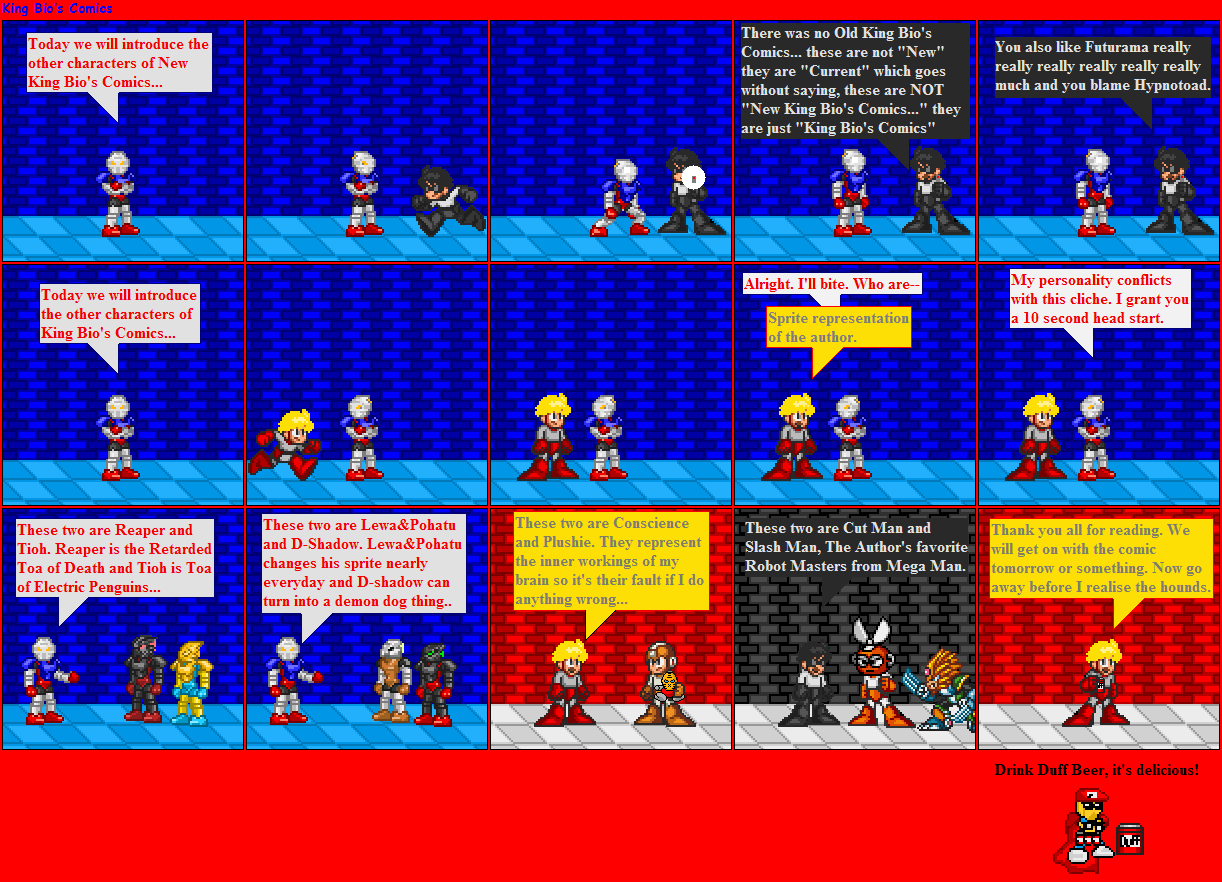 King Bio's Comics
Today we will introduce the
other characters of New
King Bio's Comics...
There was no Old King Bio's
Comics... these are not "New"
they are "Current" which goes
without saying, these are NOT
"New King Bio's Comics..." they
are just "King Bio's Comics"
You also like Futurama really
really really really really really
much and you blame Hypnotoad.
Today we will introduce
the other characters of
King Bio's Comics...
Alright. I'll bite. Who are--
Sprite representation
of the author.
My personality conflicts
with this cliche. I grant you
a 10 second head start.
These two are Reaper and
Tioh. Reaper is the Retarded
Toa of Death and Tioh is Toa
of Electric Penguins...
These two are Lewa&Pohatu
and D-Shadow. Lewa&Pohatu
changes his sprite nearly
everyday and D-shadow can
turn into a demon dog thing..
These two are Conscience
and Plushie. They represent
the inner workings of my
brain so it's their fault if I do
anything wrong...
These two are Cut Man and
Slash Man, The Author's favorite
Robot Masters from Mega Man.
Thank you all for reading. We
will get on with the comic
tomorrow or something. Now go
away before I realise the hounds.
Drink Duff Beer, it's delicious!
Duff